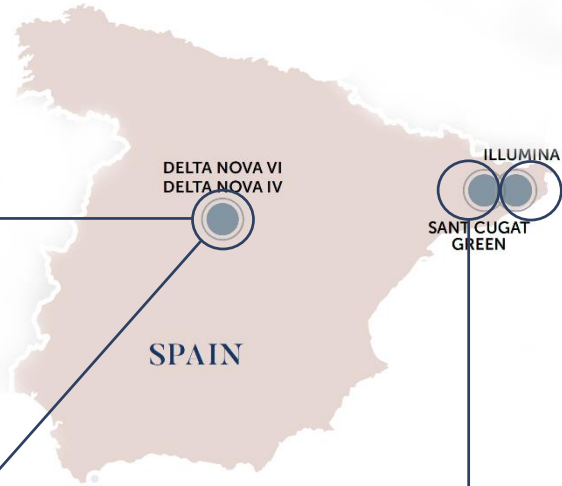 ILLUMINA
DELTA NOVA VI
DELTA NOVA IV
SANT CUGAT
GREEN
SPAIN